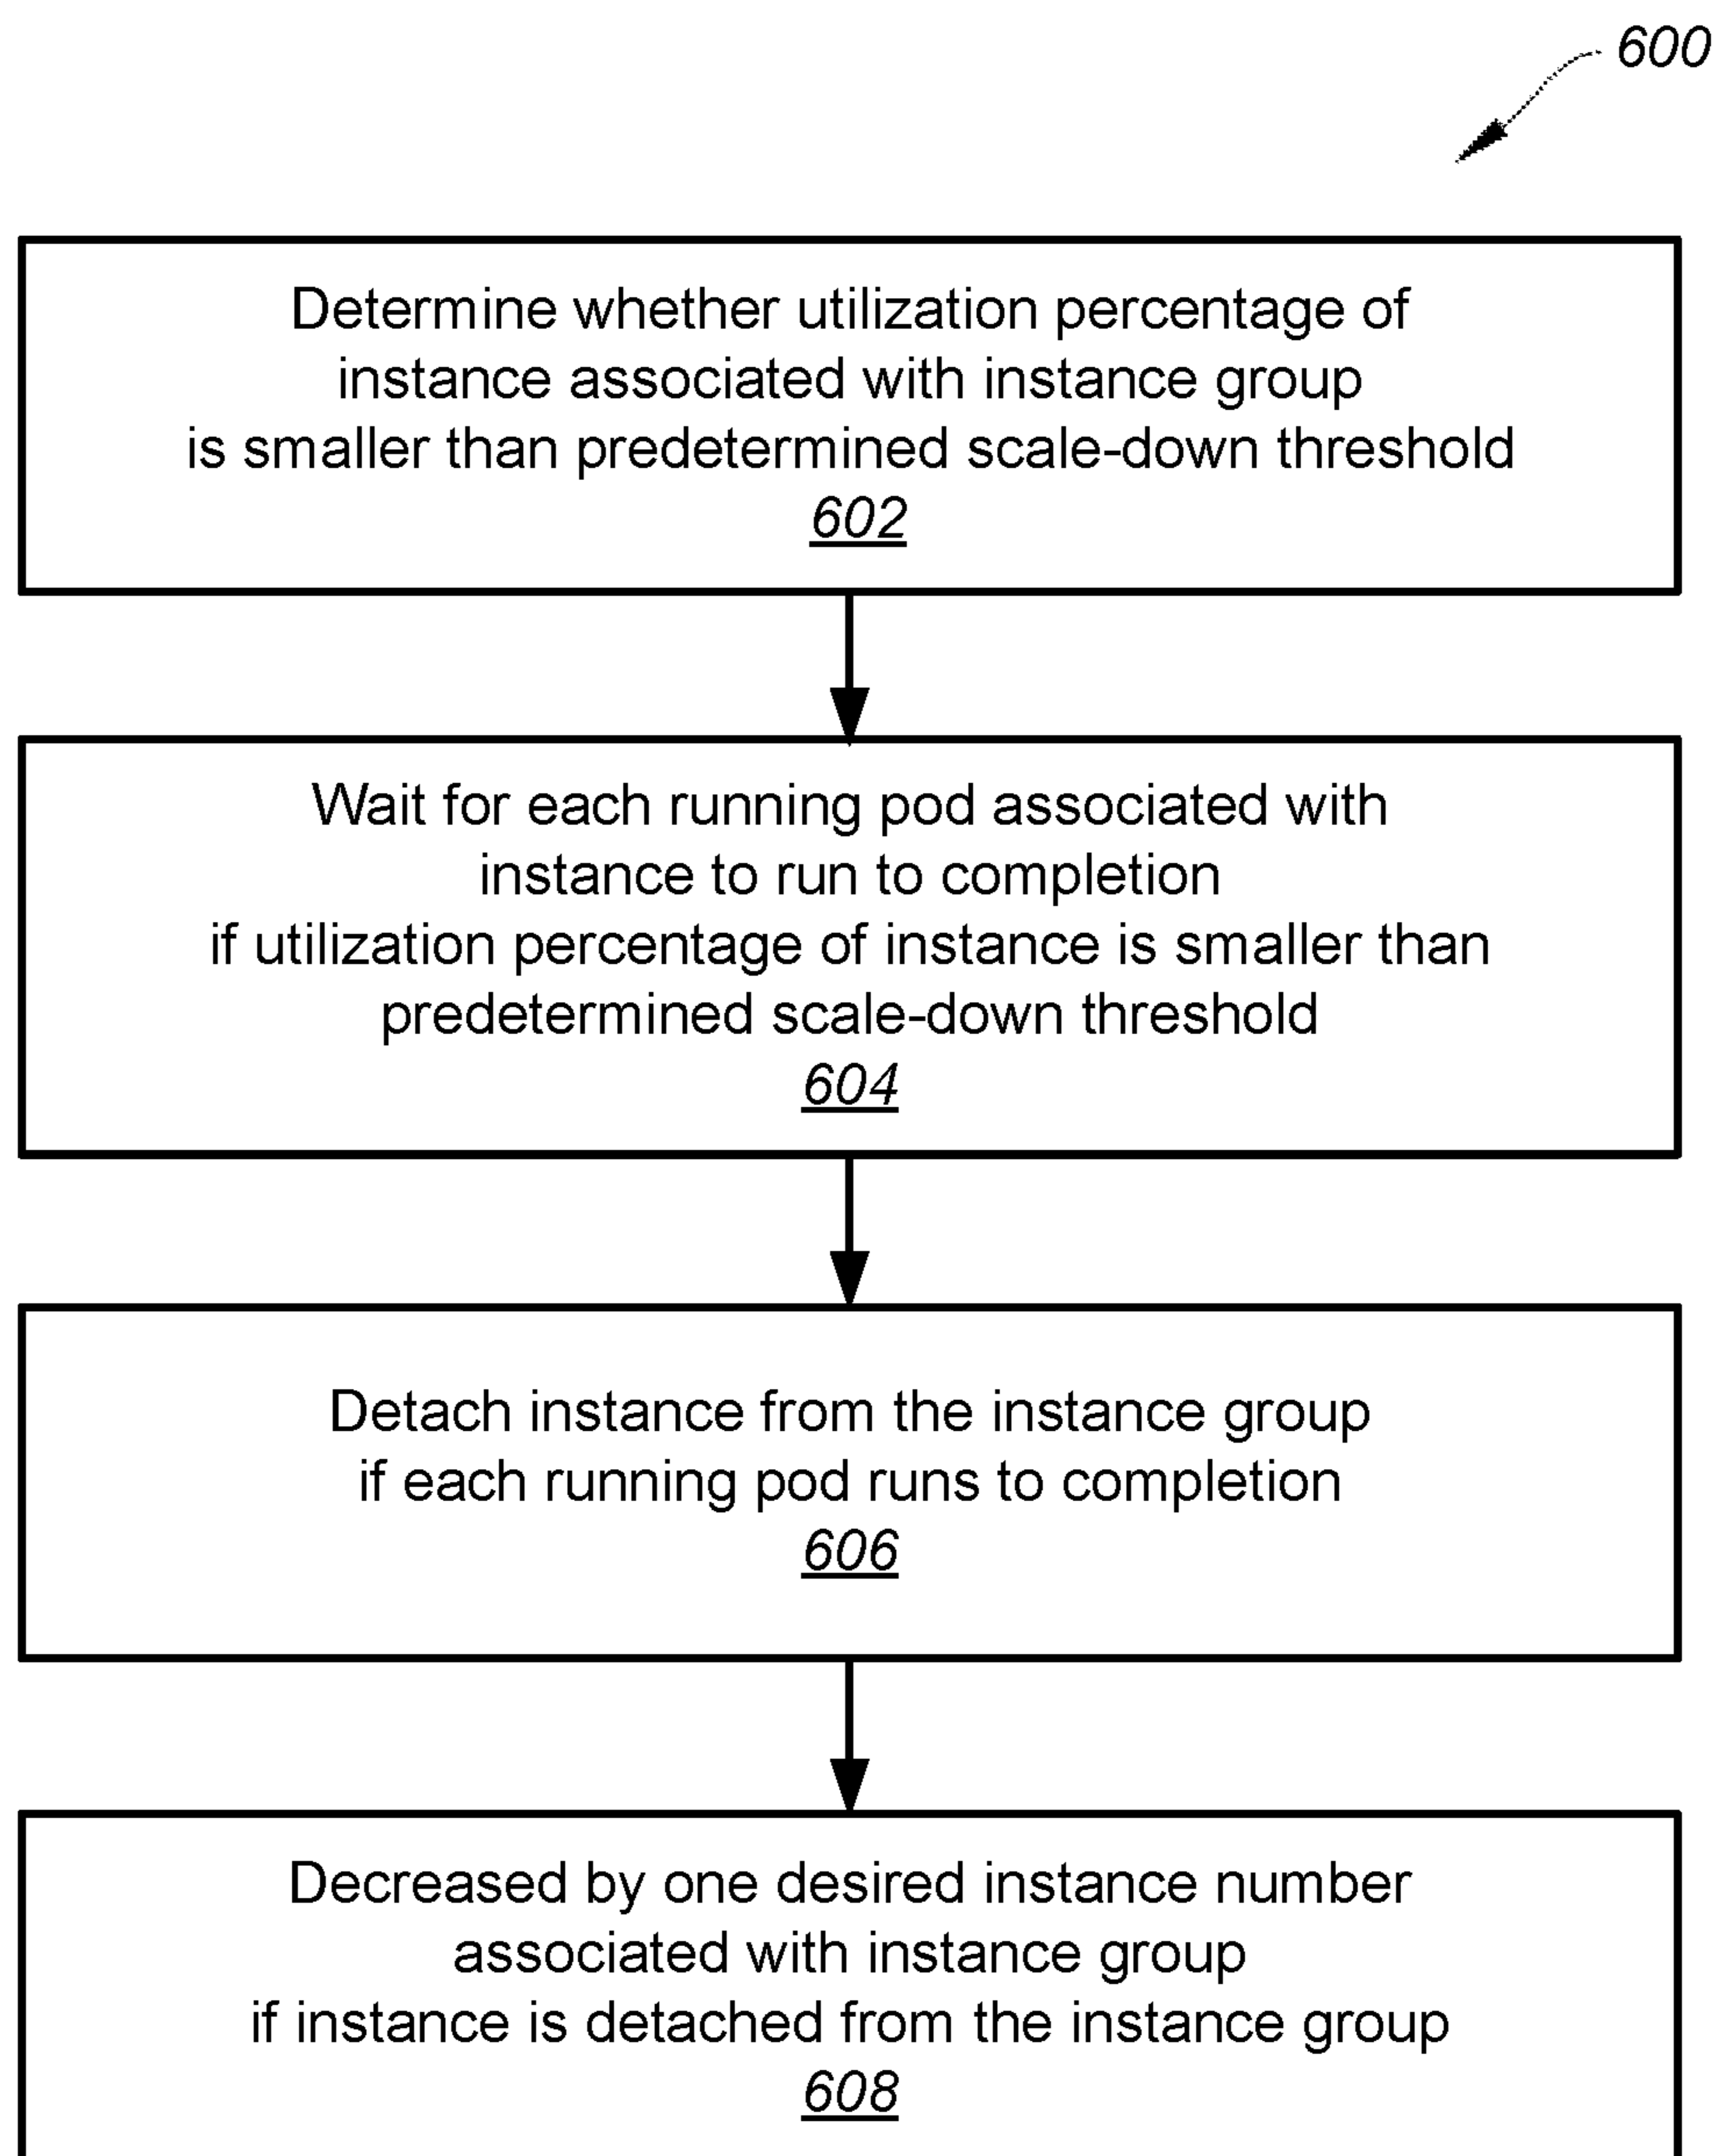 600
Determine whether utilization percentage of
instance associated with instance group
is smaller than predetermined scale-down threshold
602
Wait for each running pod associated with
instance to run to completion
if utilization percentage of instance is smaller than
predetermined scale-down threshold
604
Detach instance from the instance group
if each running pod runs to completion
606
Decreased by one desired instance number
associated with instance group
if instance is detached from the instance group
608